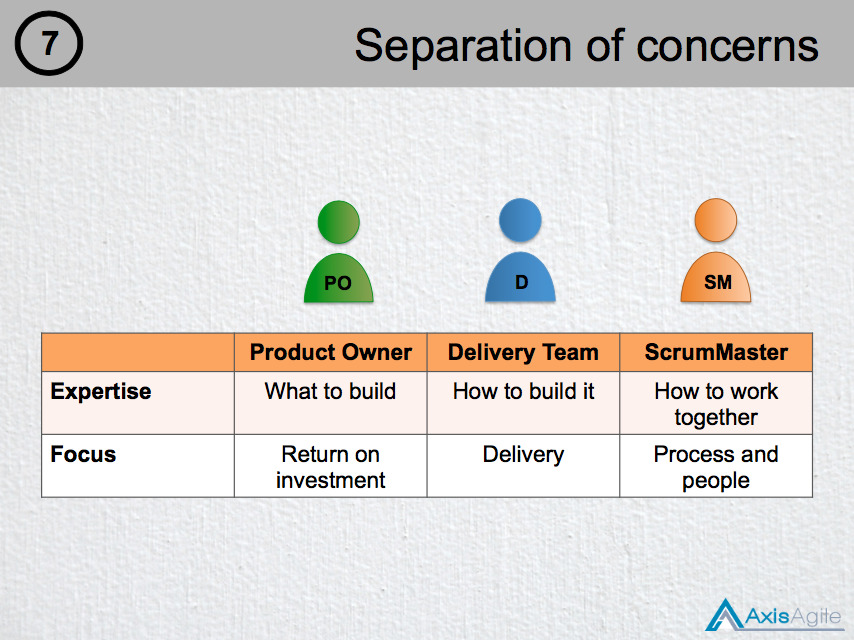 7
Separation of concerns
PO
D
SM
Product Owner
Delivery Team
ScrumMaster
Expertise
What to build
How to build it
How to work
together
Focus
Return on
investment
Delivery
Process and
people
AxisAgile